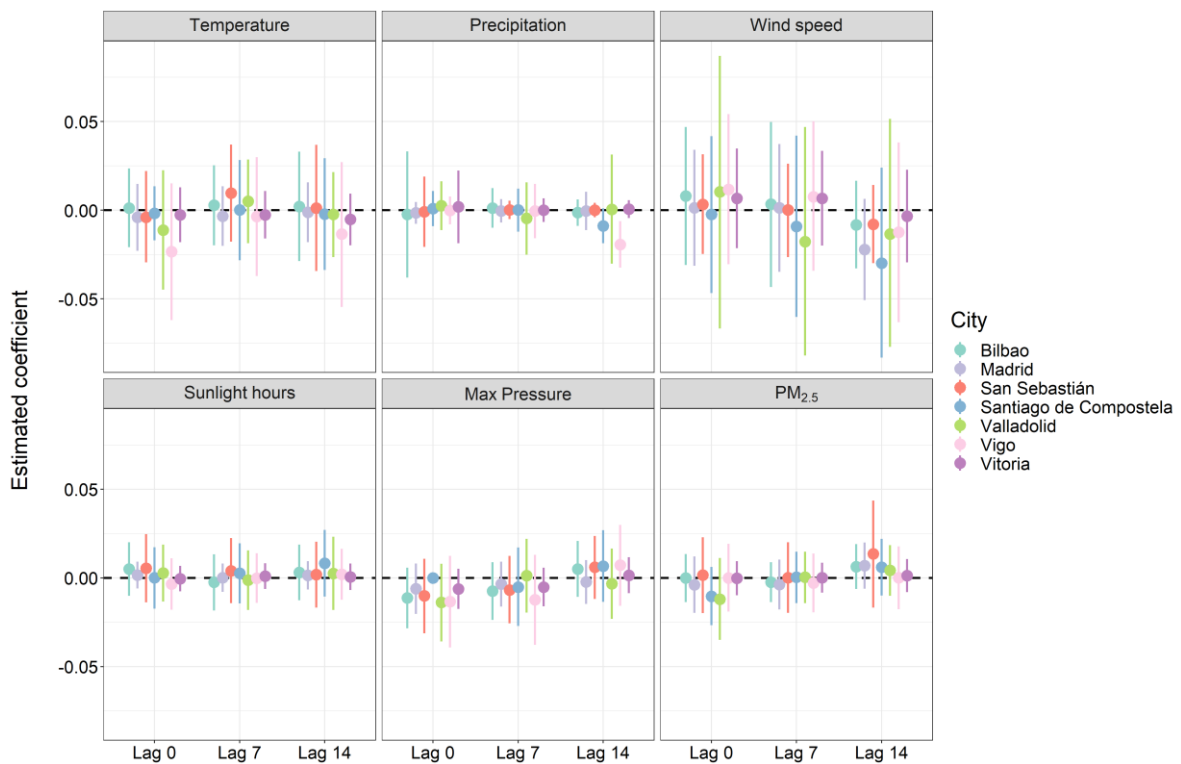 Temperature
Precipitation
Wind speed
0.05
0.00
-0.05
Sunlight hours
Max Pressure
PM2.5
0.05
0.00
-0.05
Lag 0
Lag 7
Lag 14
Lag 0
Lag 7
Lag 14
Lag 0
Lag 7
Lag 14
Estimated coefficient
City
Bilbao
Madrid
San Sebastián
Santiago de Compostela
Valladolid
Vigo
Vitoria